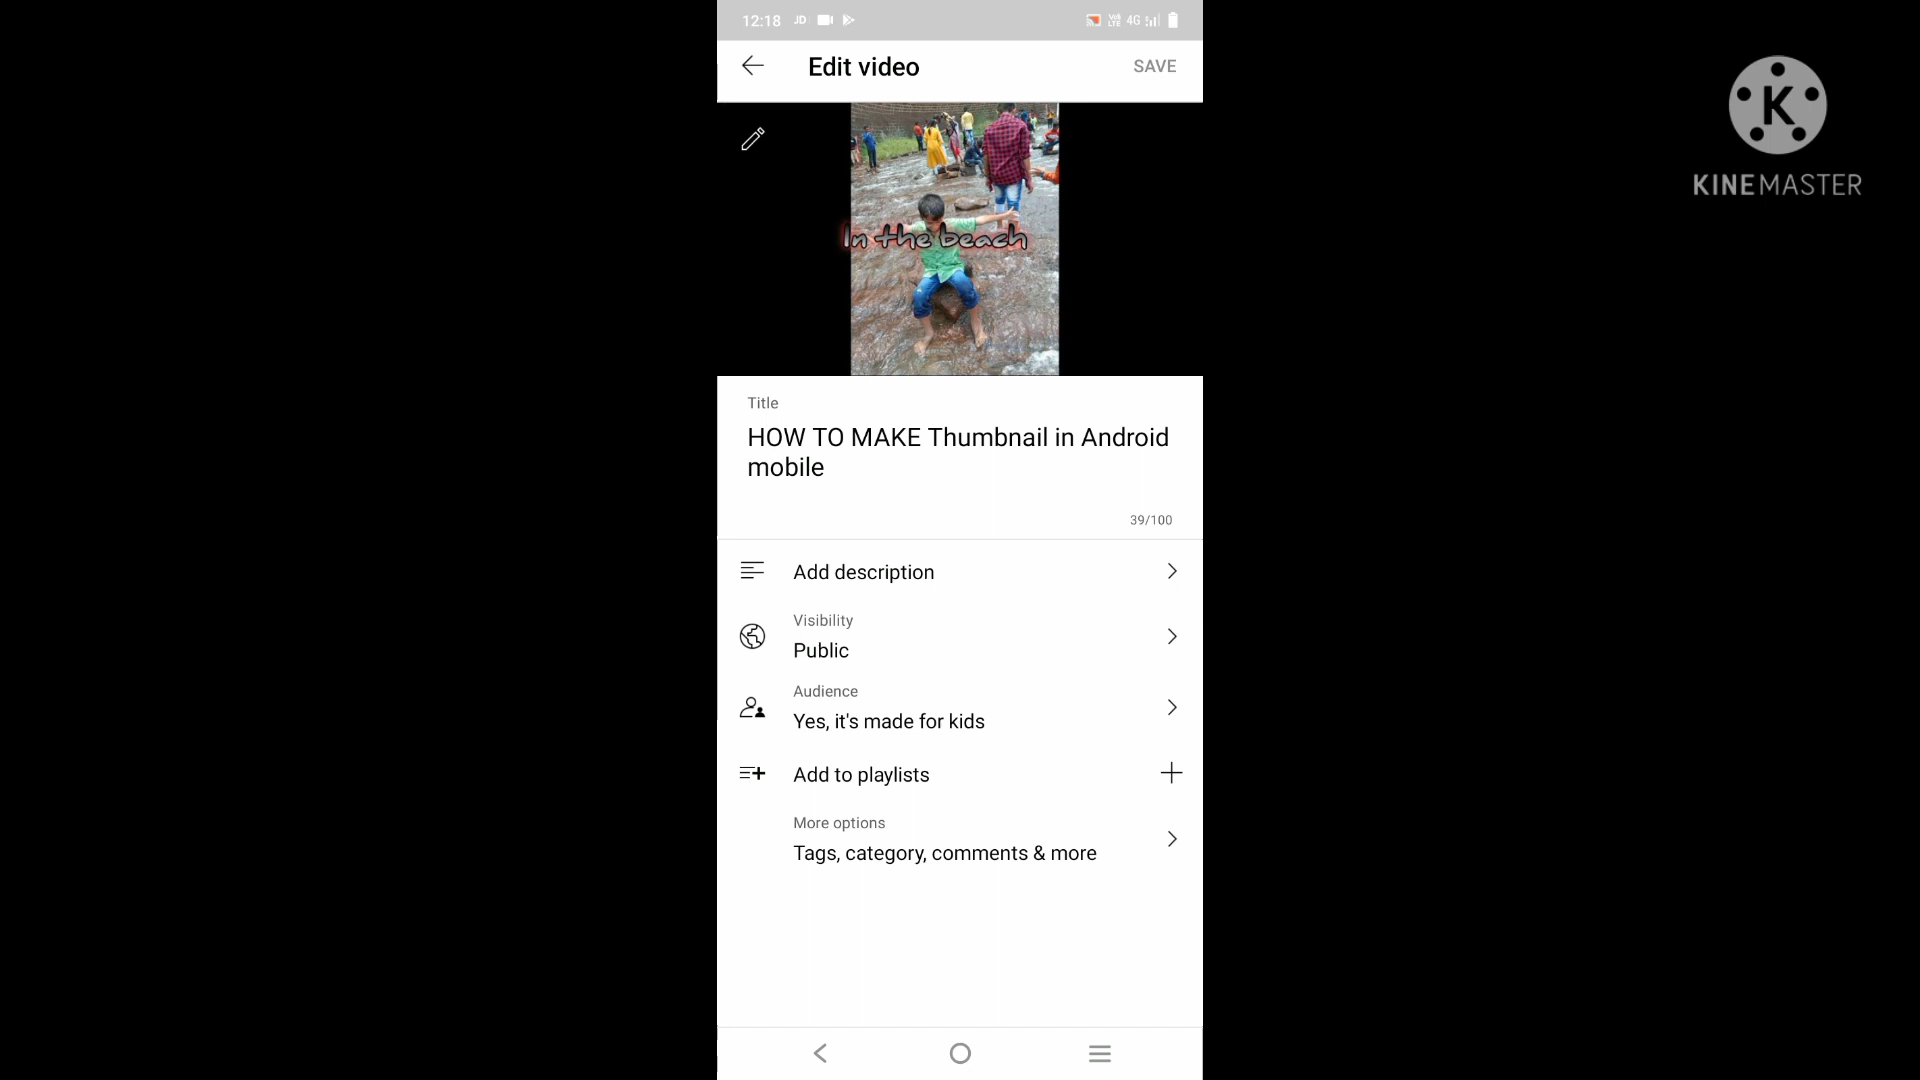 12:18 JD 4G
Edit video
SAVE
KINEMASTER
In the beach
Title
HOW TO MAKE Thumbnail in Android
mobile
39/100
Add description
Visibility
Public
Audience
Yes, it's made for kids
Add to playlists
More options
Tags, category, comments & more